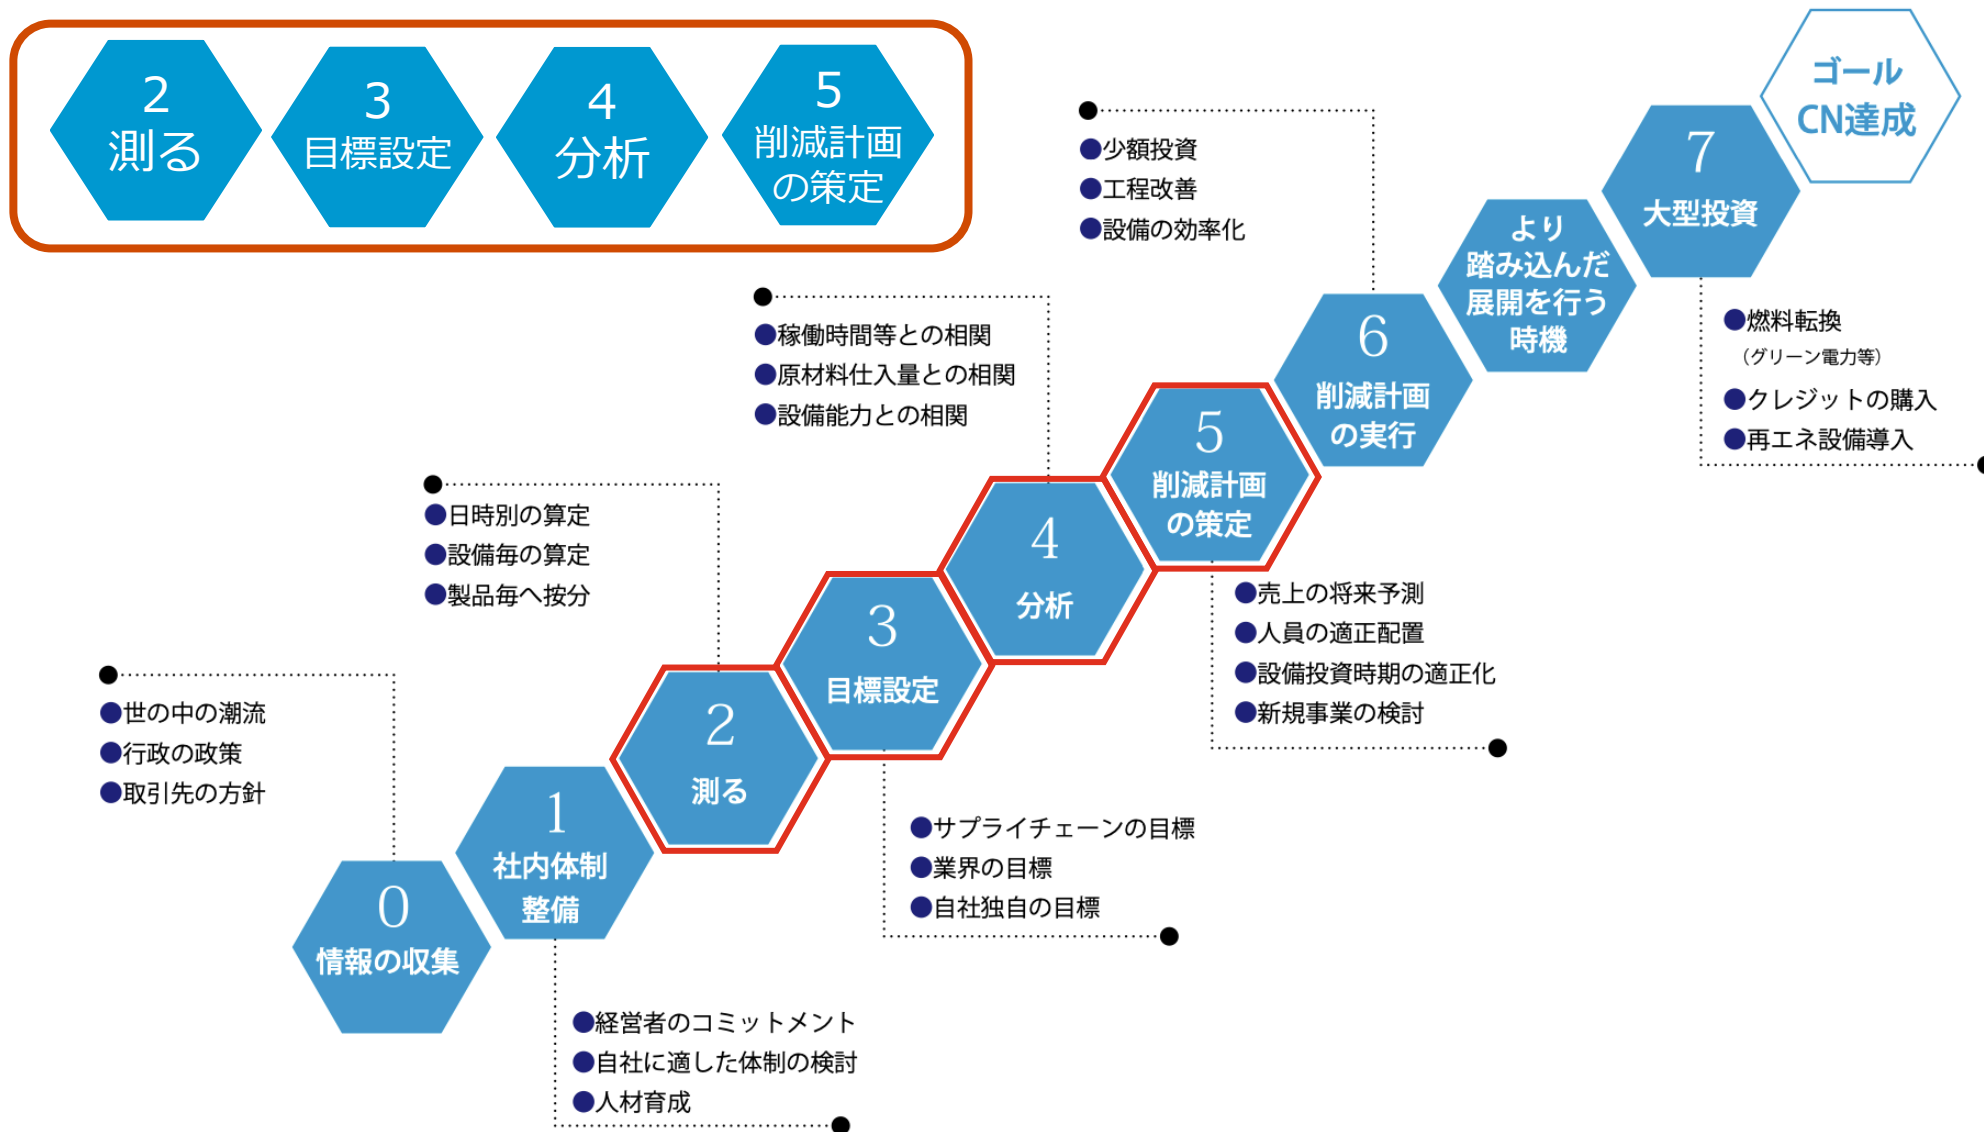 2
測る
3
目標設定
4
分析
5
削減計画
の策定
ゴール
CN達成
7
大型投資
●燃料転換
（グリーン電力等）
●クレジットの購入
●再エネ設備導入
より
踏み込んだ
展開を行う
時機
●少額投資
●工程改善
●設備の効率化
6
削減計画
の実行
5
削減計画
の策定
●売上の将来予測
●人員の適正配置
●設備投資時期の適正化
●新規事業の検討
●稼働時間等との相関
●原材料仕入量との相関
●設備能力との相関
4
分析
3
目標設定
●サプライチェーンの目標
●業界の目標
●自社独自の目標
●日時別の算定
●設備毎の算定
●製品毎へ按分
2
測る
1
社内体制
整備
●経営者のコミットメント
●自社に適した体制の検討
●人材育成
●世の中の潮流
●行政の政策
●取引先の方針
0
情報の収集